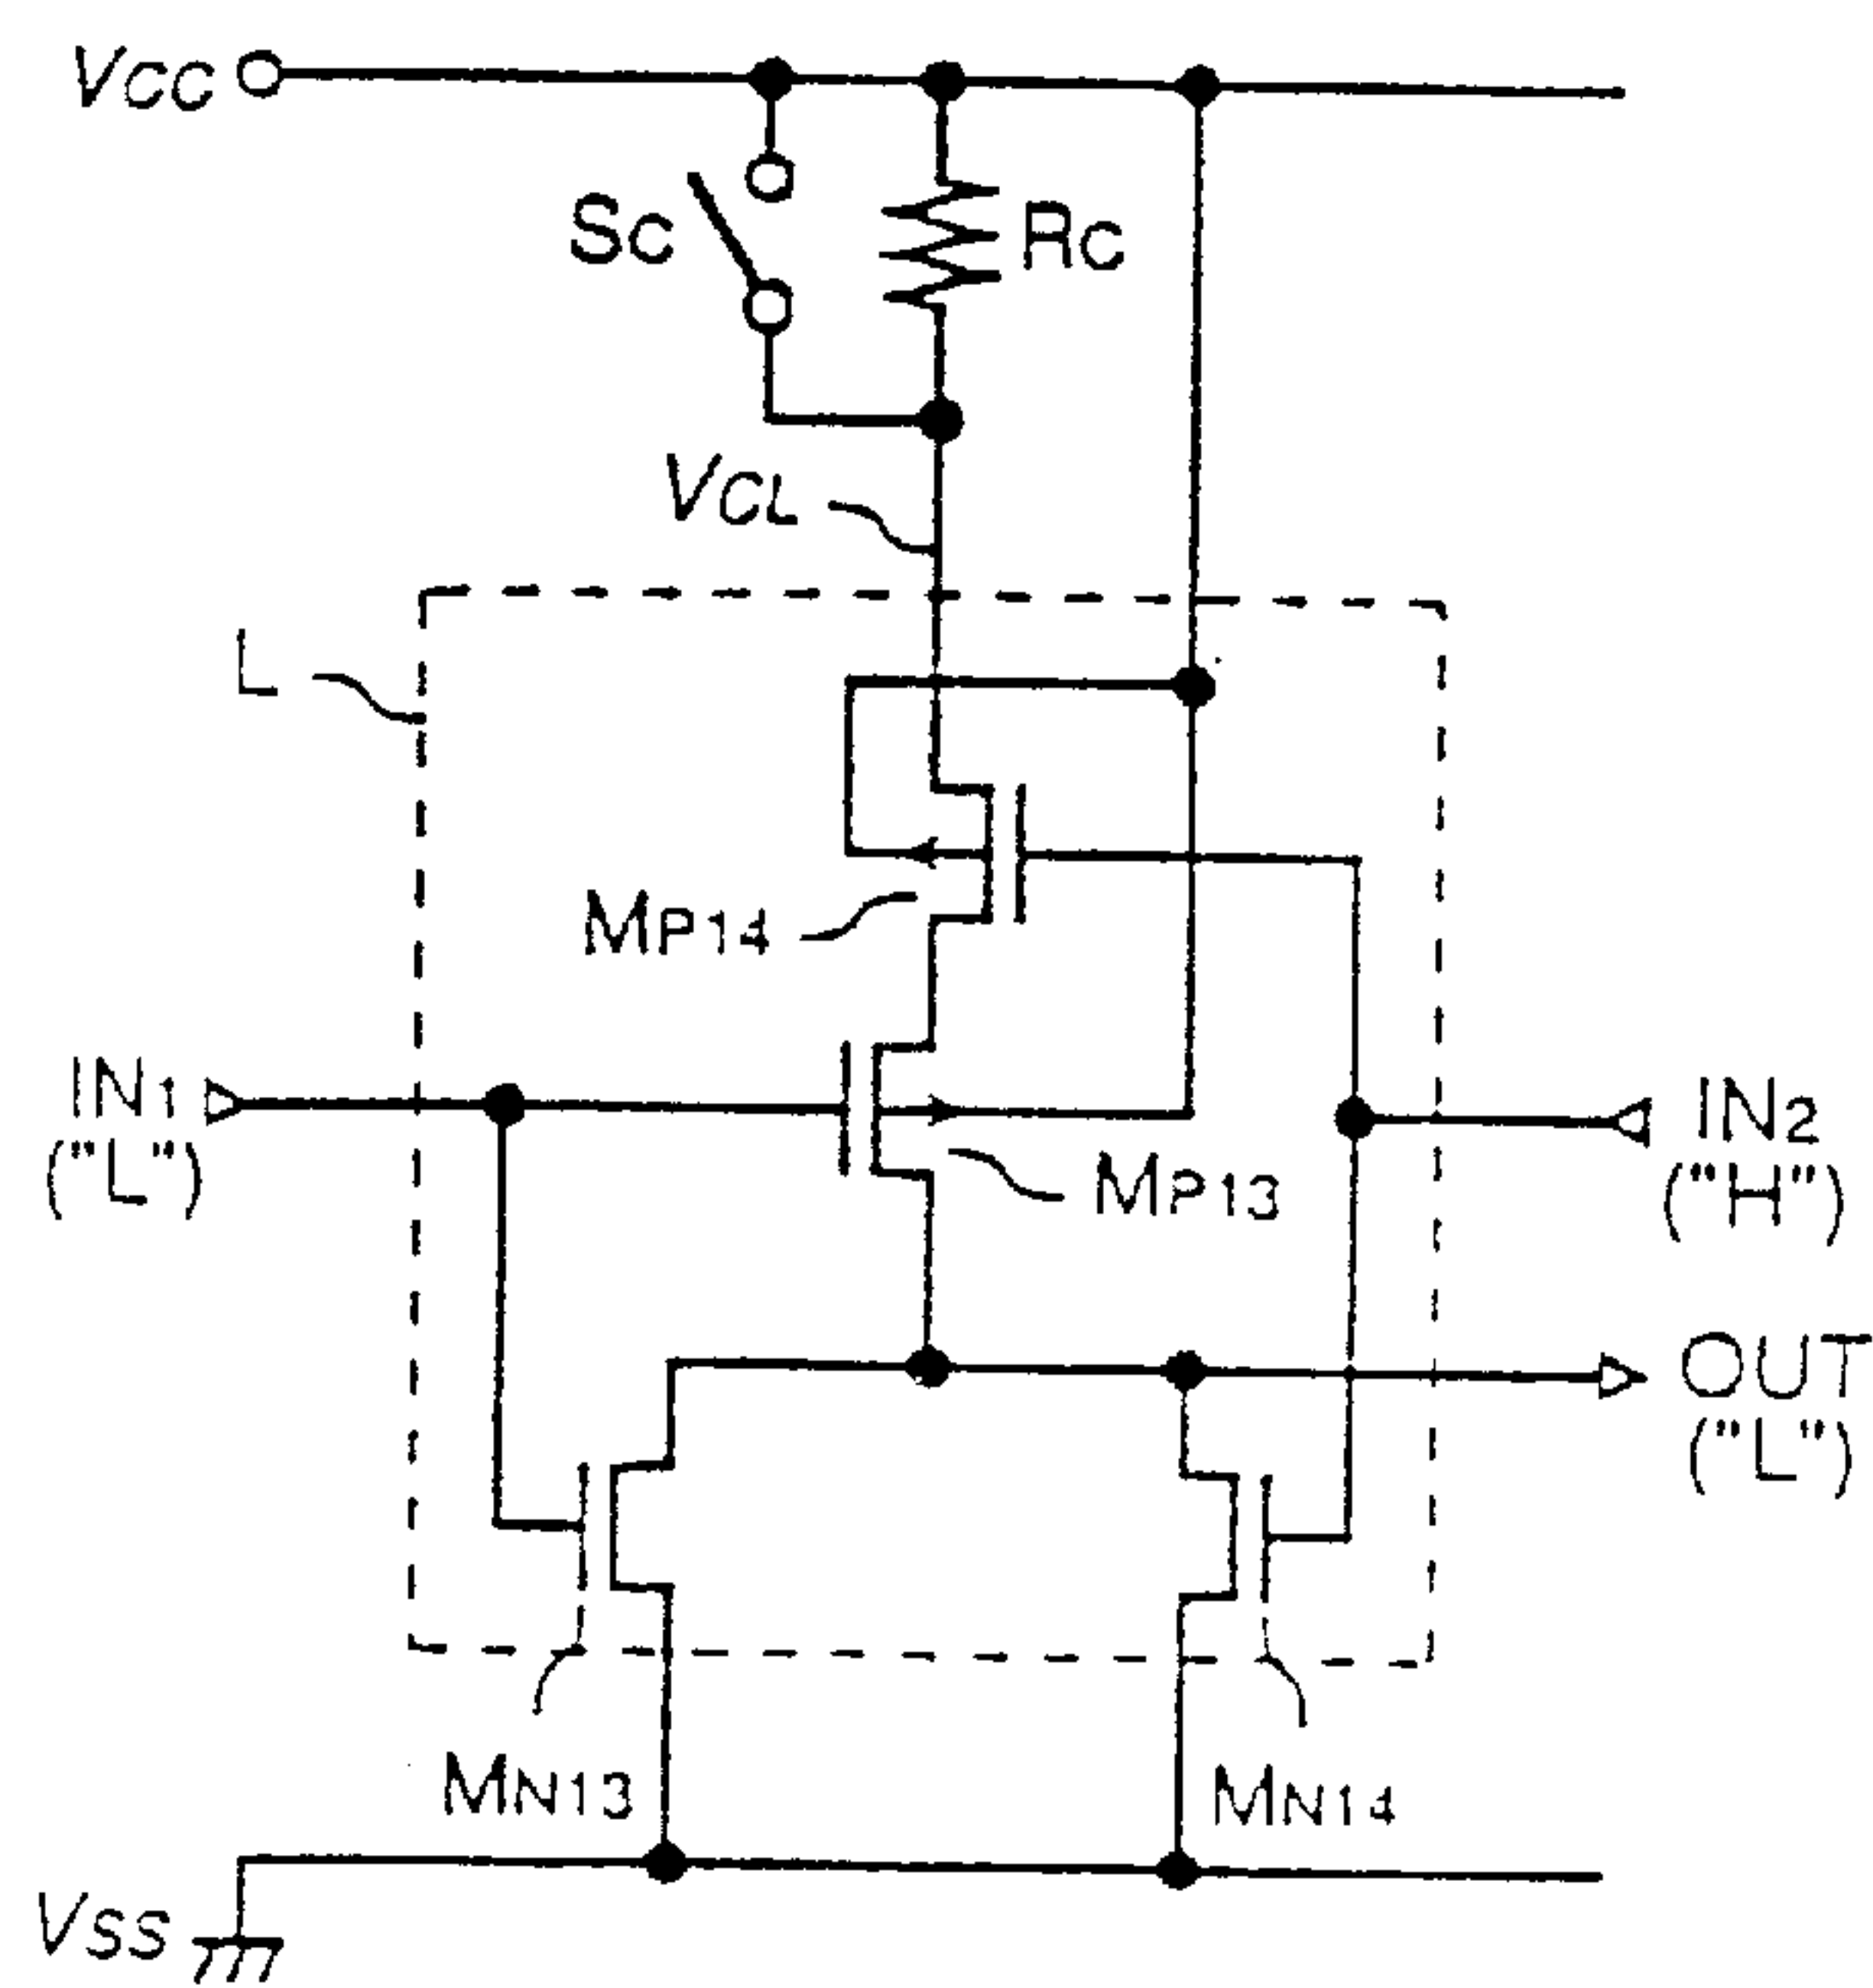 VCC
SC
RC
VCL
L
MP14
IN1
("L")
IN2
("H")
MP13
OUT
("L")
MN13
MN14
VSS